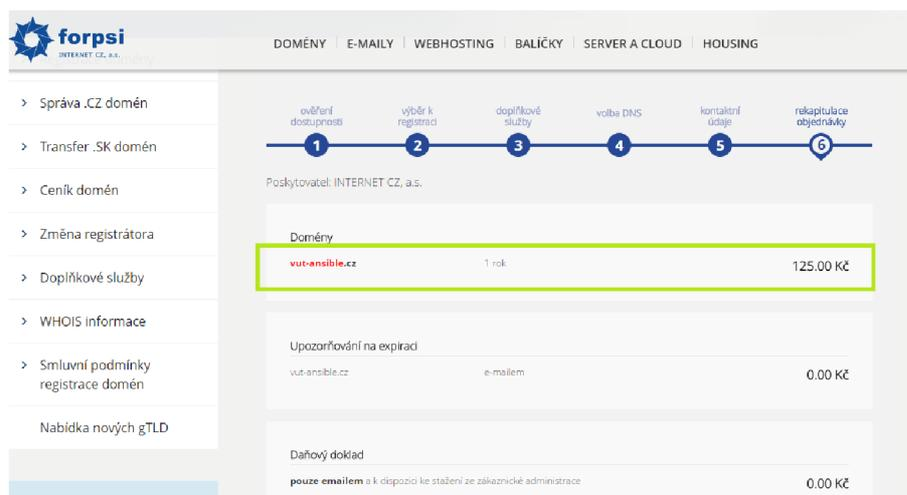 forpsi
INTERNET CZ, a.s.
DOMÉNY | E-MAILY | WEBHOSTING | BALÍČKY | SERVER A CLOUD | HOUSING
> Správa .CZ domén
> Transfer .SK domén
> Ceník domén
> Změna registrátora
> Doplňkové služby
> WHOIS informace
> Smluvní podmínky
registrace domén
Nabídka nových gTLD
ověření
dostupnosti
výběr k
registraci
doplňkové
služby
volba DNS
kontaktní
údaje
rekapitulace
objednávky
1 2 3 4 5 6
Poskytovatel: INTERNET CZ, a.s.
Domény
vut-ansible.cz 1 rok 125.00 Kč
Upozorňování na expiraci
vut-ansible.cz e-mailem 0.00 Kč
Daňový doklad
pouze emailem a k dispozici ke stažení ze zákaznické administrace 0.00 Kč